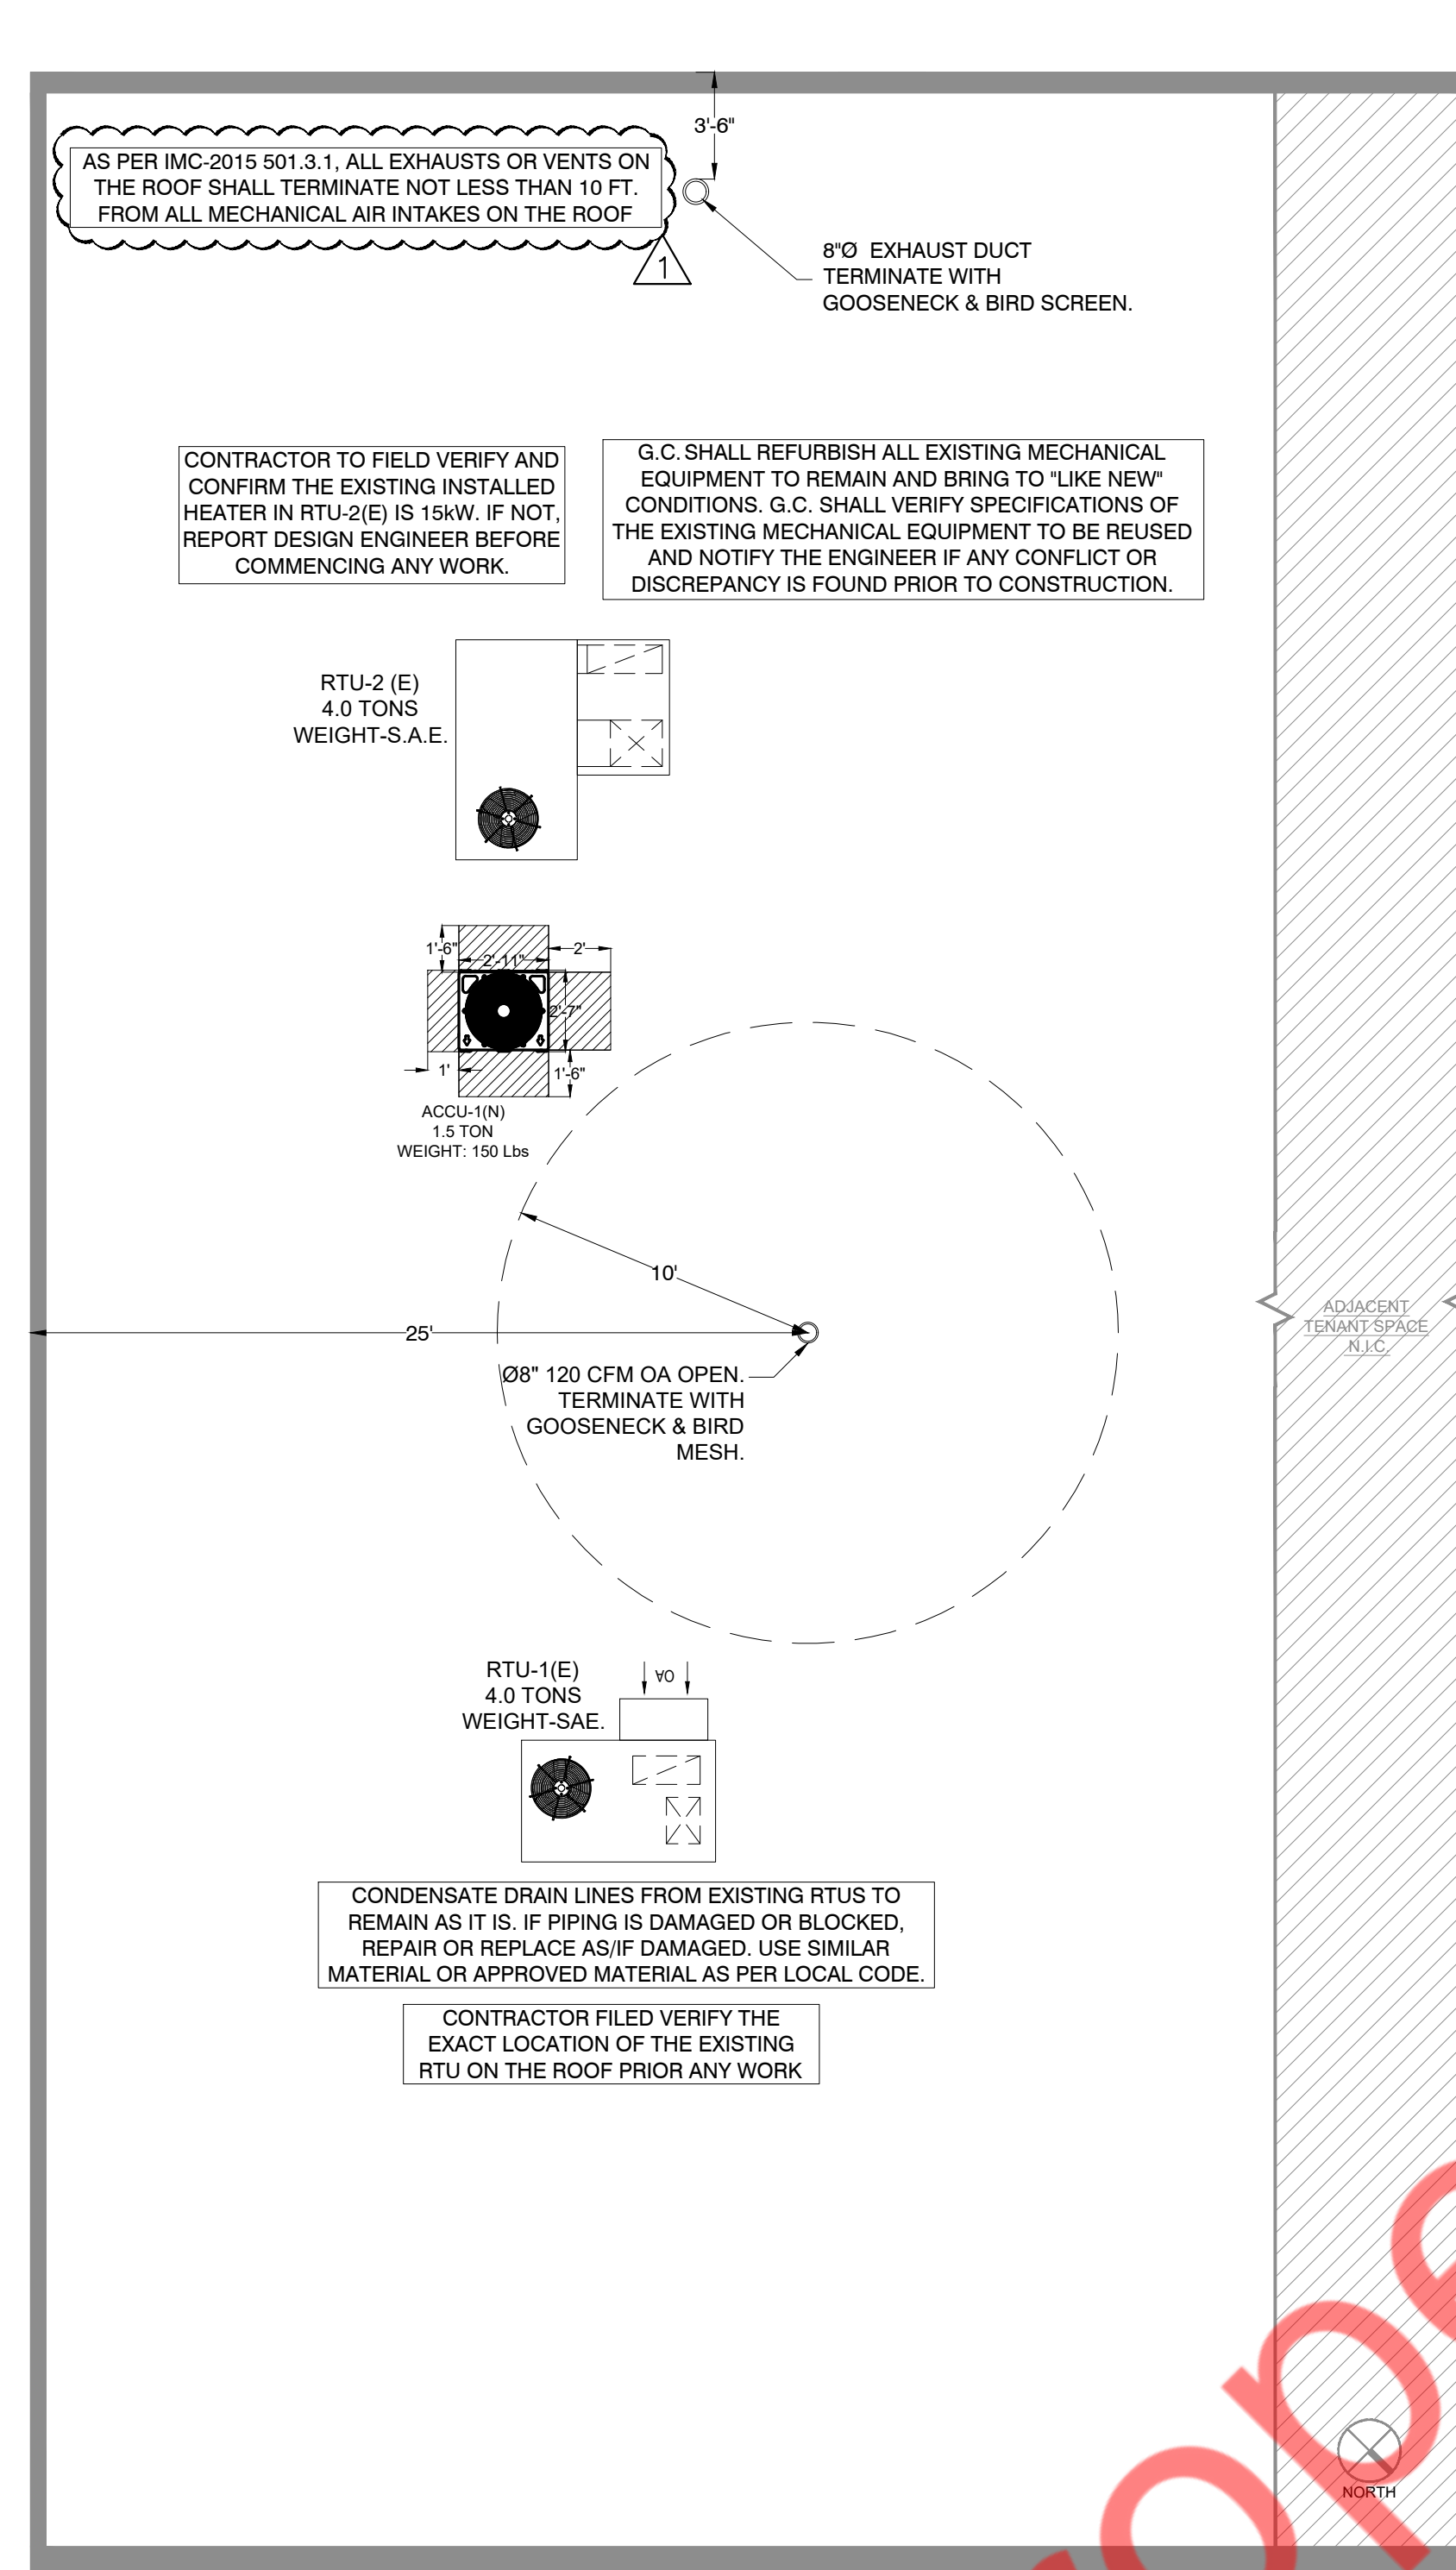 3'-6"
AS PER IMC-2015 501.3.1, ALL EXHAUSTS OR VENTS ON
THE ROOF SHALL TERMINATE NOT LESS THAN 10 FT.
FROM ALL MECHANICAL AIR INTAKES ON THE ROOF
1
8"Ø EXHAUST DUCT
TERMINATE WITH
GOOSENECK & BIRD SCREEN.
CONTRACTOR TO FIELD VERIFY AND
CONFIRM THE EXISTING INSTALLED
HEATER IN RTU-2(E) IS 15kW. IF NOT,
REPORT DESIGN ENGINEER BEFORE
COMMENCING ANY WORK.
G.C. SHALL REFURBISH ALL EXISTING MECHANICAL
EQUIPMENT TO REMAIN AND BRING TO "LIKE NEW"
CONDITIONS. G.C. SHALL VERIFY SPECIFICATIONS OF
THE EXISTING MECHANICAL EQUIPMENT TO BE REUSED
AND NOTIFY THE ENGINEER IF ANY CONFLICT OR
DISCREPANCY IS FOUND PRIOR TO CONSTRUCTION.
RTU-2 (E)
4.0 TONS
WEIGHT-S.A.E.
1'-6"
2'
2'-11"
2'-7"
1'
1'-6"
ACCU-1(N)
1.5 TON
WEIGHT: 150 Lbs
10'
25'
Ø8" 120 CFM OA OPEN.
TERMINATE WITH
GOOSENECK & BIRD
MESH.
ADJACENT
TENANT SPACE
N.I.C.
RTU-1(E)
4.0 TONS
WEIGHT-SAE.
OA
CONDENSATE DRAIN LINES FROM EXISTING RTUS TO
REMAIN AS IT IS. IF PIPING IS DAMAGED OR BLOCKED,
REPAIR OR REPLACE AS/IF DAMAGED. USE SIMILAR
MATERIAL OR APPROVED MATERIAL AS PER LOCAL CODE.
CONTRACTOR FILED VERIFY THE
EXACT LOCATION OF THE EXISTING
RTU ON THE ROOF PRIOR ANY WORK
NORTH